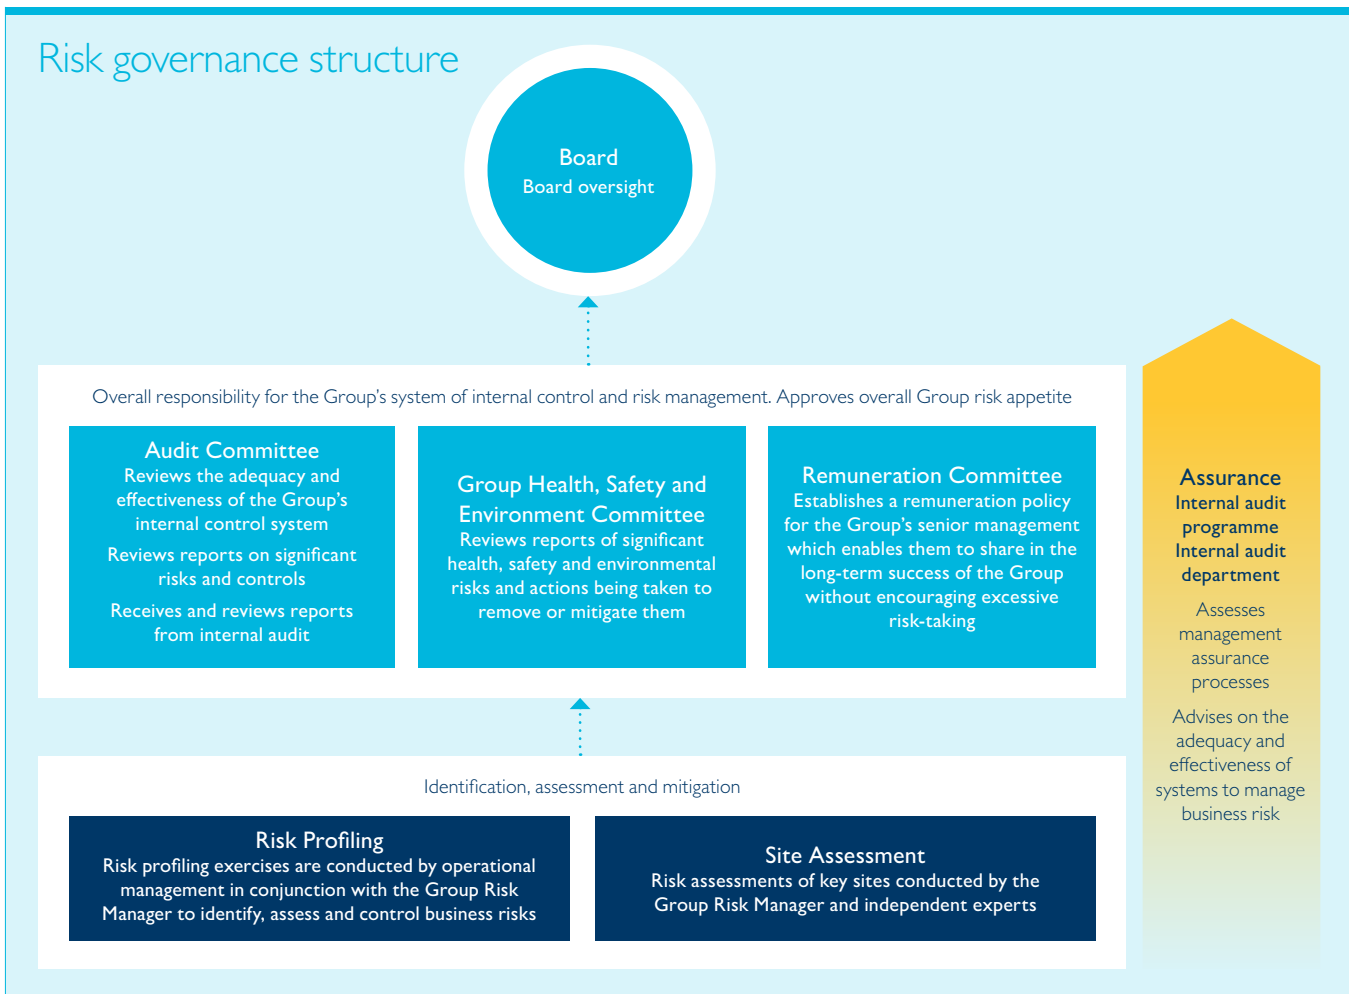 Risk governance structure
Board
Board oversight
Overall responsibility for the Group's system of internal control and risk management. Approves overall Group risk appetite
Audit Committee
Reviews the adequacy and
effectiveness of the Group's
internal control system
Reviews reports on significant
risks and controls
Receives and reviews reports
from internal audit
Group Health, Safety and
Environment Committee
Reviews reports of significant
health, safety and environmental
risks and actions being taken to
remove or mitigate them
Remuneration Committee
Establishes a remuneration policy
for the Group's senior management
which enables them to share in the
long-term success of the Group
without encouraging excessive
risk-taking
Assurance
Internal audit
programme
Internal audit
department
Assesses
management
assurance
processes
Advises on the
adequacy and
effectiveness of
systems to manage
business risk
Identification, assessment and mitigation
Risk Profiling
Risk profiling exercises are conducted by operational
management in conjunction with the Group Risk
Manager to identify, assess and control business risks
Site Assessment
Risk assessments of key sites conducted by the
Group Risk Manager and independent experts